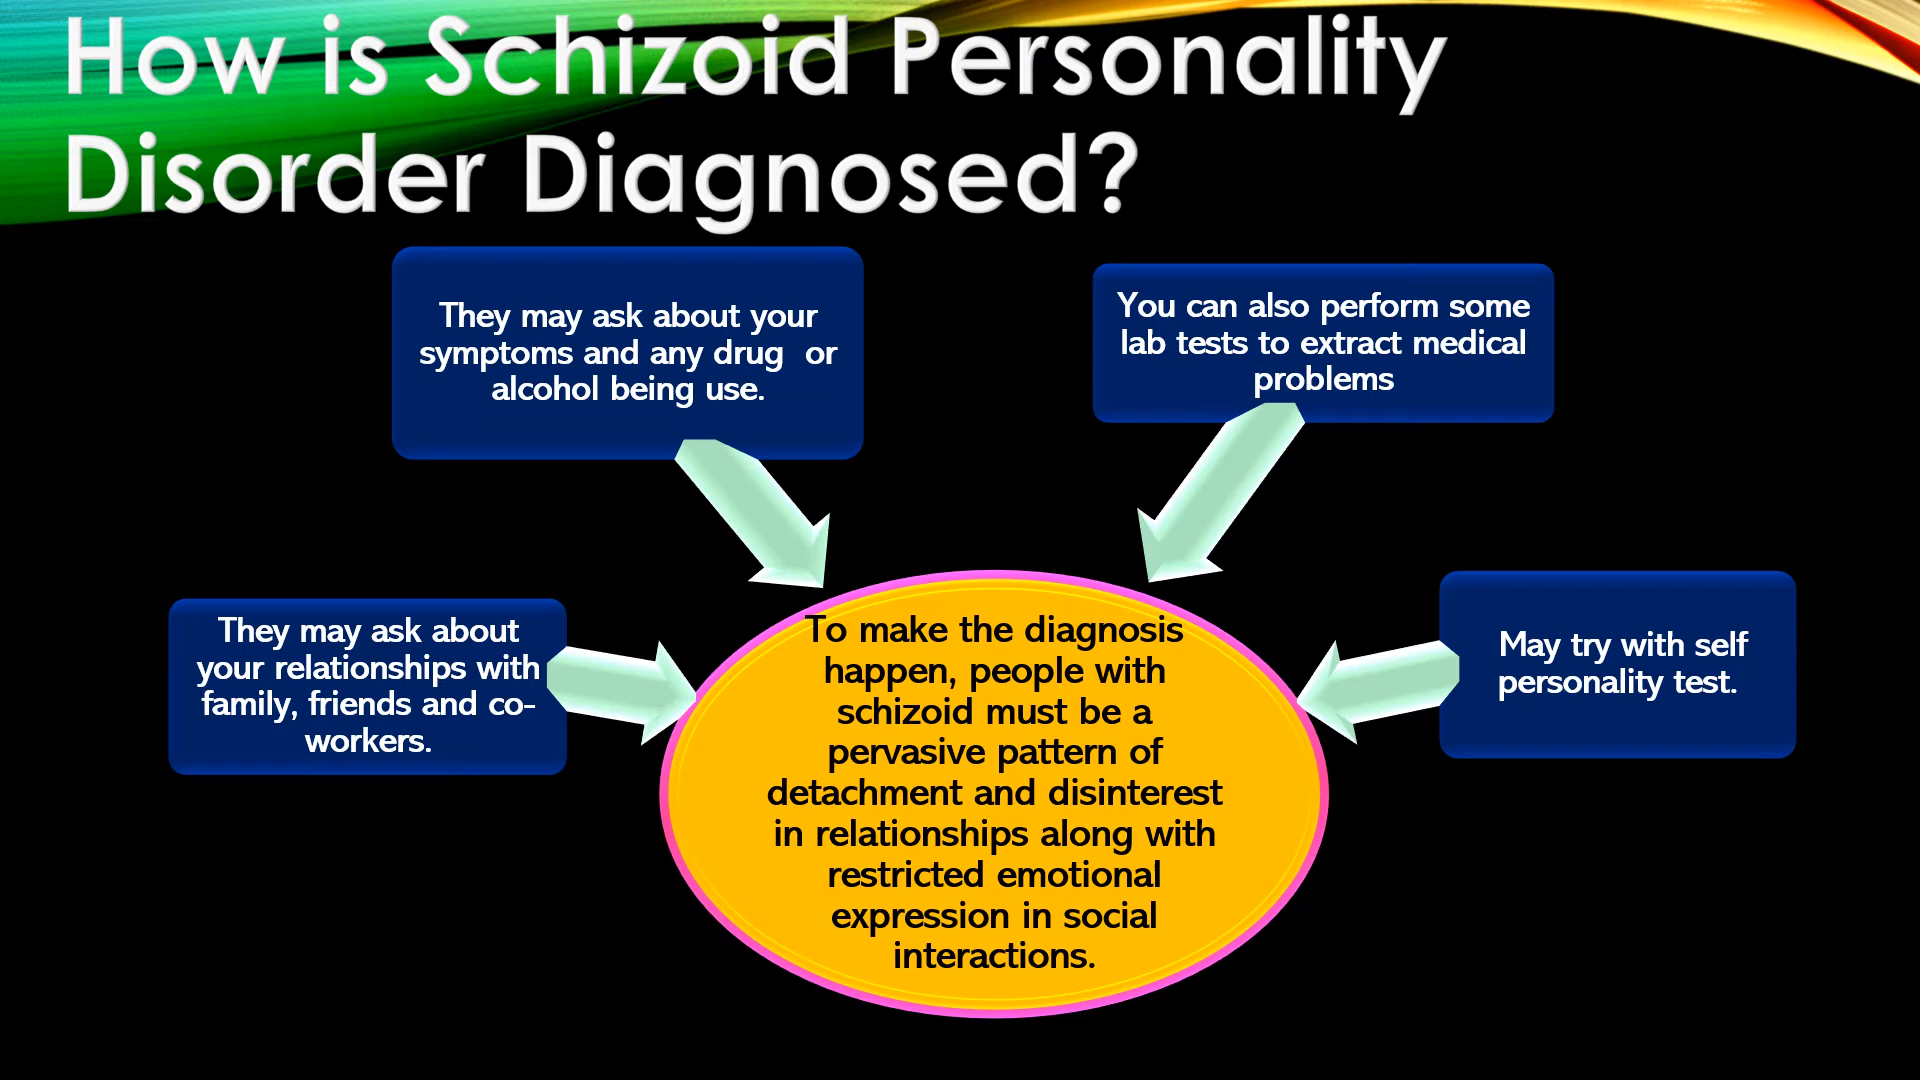 How is Schizoid Personality
Disorder Diagnosed?
They may ask about your
symptoms and any drug  or
alcohol being use.
You can also perform some
lab tests to extract medical
problems
They may ask about
your relationships with
family, friends and co-
workers.
To make the diagnosis
happen, people with
schizoid must be a
pervasive pattern of
detachment and disinterest
in relationships along with
restricted emotional
expression in social
interactions.
May try with self
personality test.